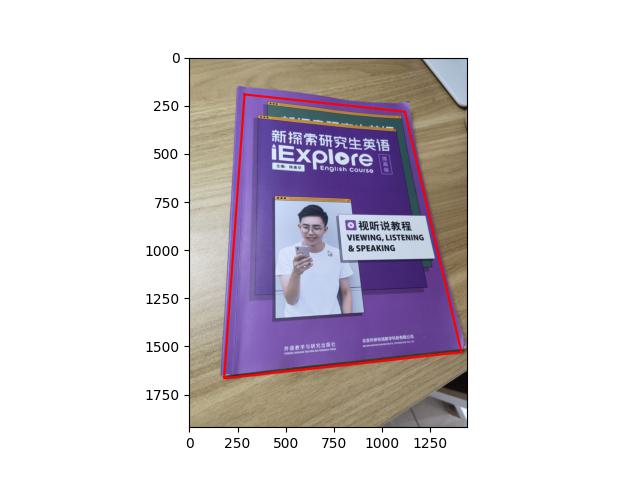 新探索研究生英语
iExplore
English Course
提高级
视听说教程
VIEWING, LISTENING
& SPEAKING
外语教学与研究出版社
0
250
500
750
1000
1250
1500
1750
0
250
500
750
1000
1250